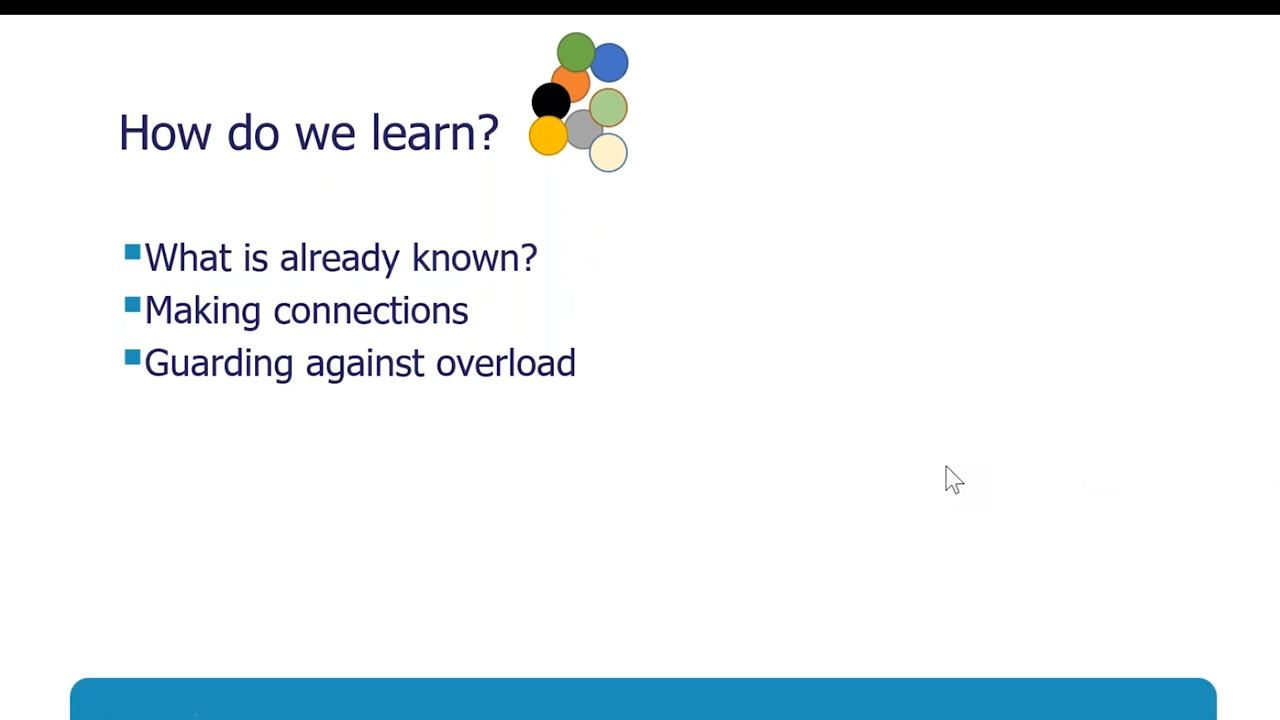 How do we learn?
What is already known?
Making connections
Guarding against overload